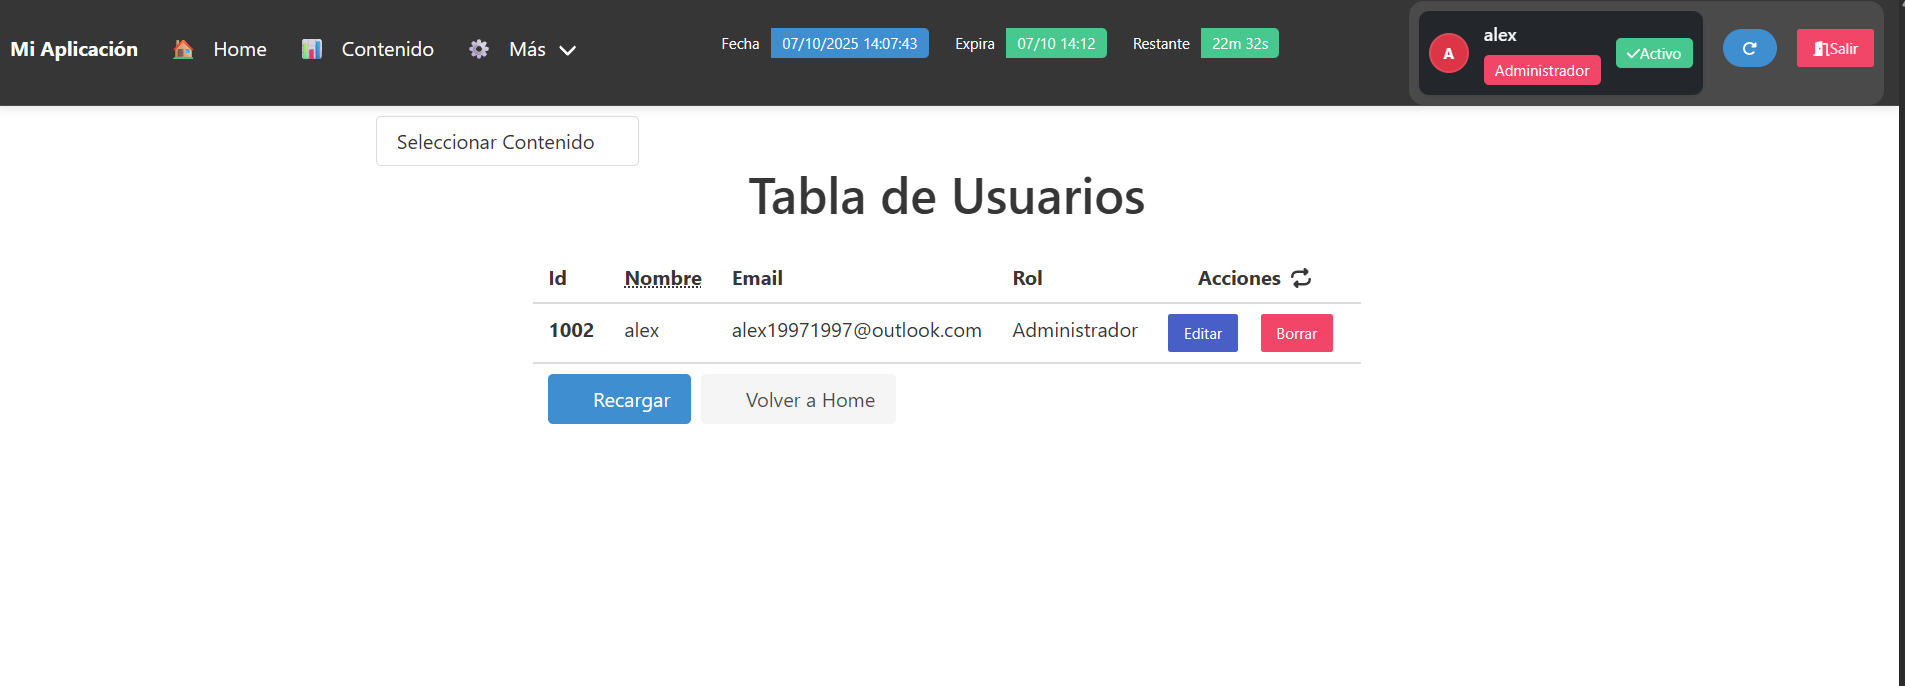 Mi Aplicación Home Contenido Más Fecha 07/10/2025 14:07:43 Expira 07/10 14:12 Restante 22m 32s A alex Administrador Activo Salir
Seleccionar Contenido
Tabla de Usuarios
Id Nombre Email Rol Acciones
1002 alex alex19971997@outlook.com Administrador Editar Borrar
Recargar Volver a Home